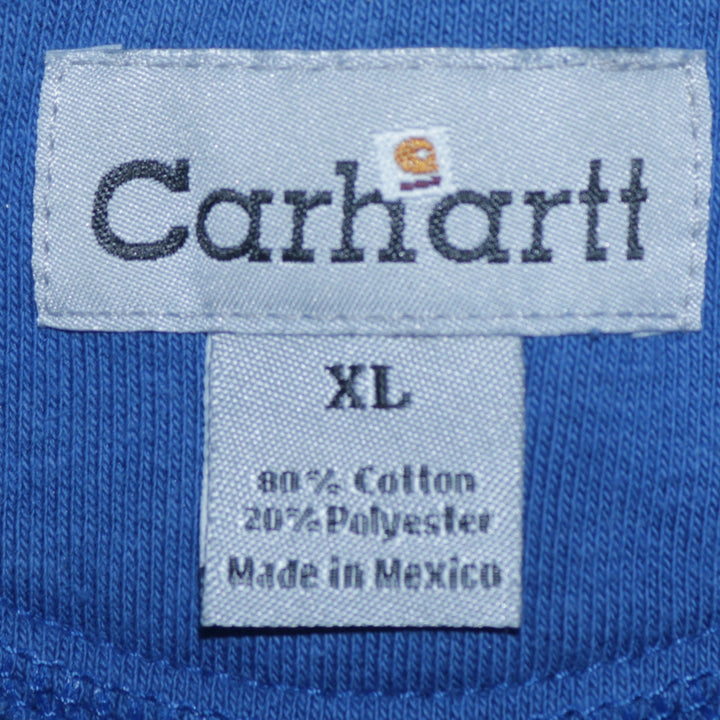 Carhartt
XL
80% Cotton
20% Polyester
Made in Mexico